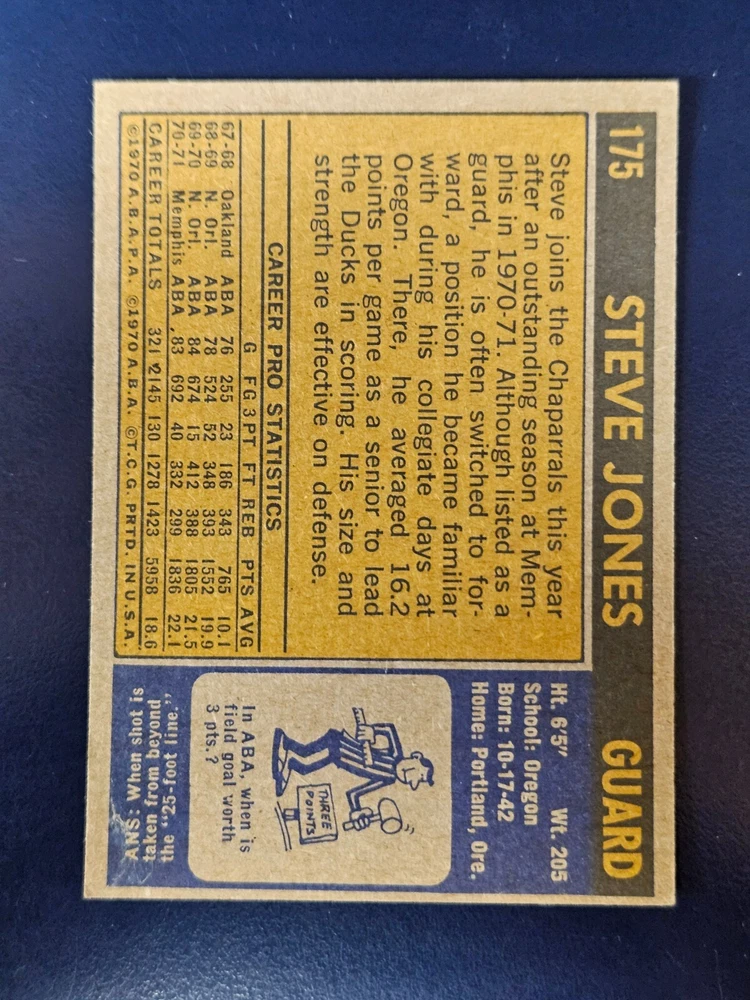 175 STEVE JONES GUARD
Steve joins the Chaparrals this year
after an outstanding season at Mem-
phis in 1970-71. Although listed as a
guard, he is often switched to for-
ward, a position he became familiar
with during his collegiate days at
Oregon. There, he averaged 16.2
points per game as a senior to lead
the Ducks in scoring. His size and
strength are effective on defense.
CAREER PRO STATISTICS
G FG 3PT FT REB PTS AVG
67-68 Oakland ABA 76 255 23 186 343 765 10.1
68-69 N. Orl. ABA 78 524 52 348 393 1552 19.9
69-70 N. Orl. ABA 84 674 15 412 388 1805 21.5
70-71 Memphis ABA 83 692 40 332 299 1836 22.1
CAREER TOTALS 321 2145 130 1278 1423 5958 18.6
©1970 A.B.A.P.A. ©1970 A.B.A. ©T.C.G. PRTD. IN U.S.A.
Ht. 6'5" Wt. 205
School: Oregon
Born: 10-17-42
Home: Portland, Ore.
THREE
POINTS
In ABA, when is
field goal worth
3 pts.?
ANS: When shot is
taken from beyond
the "25-foot line."